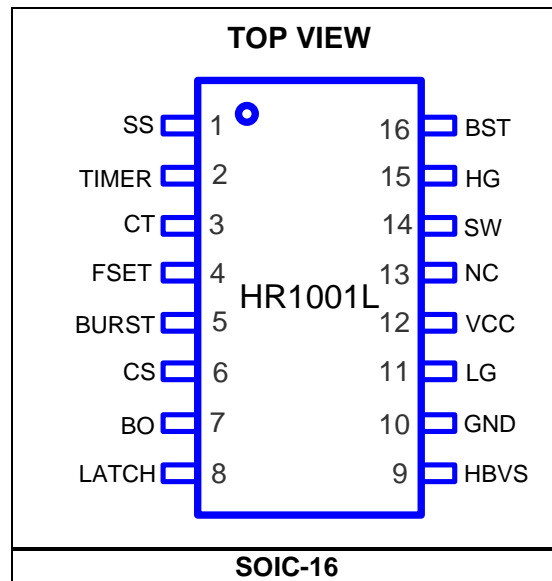 TOP VIEW
SS 1 16 BST
TIMER 2 15 HG
CT 3 14 SW
FSET 4 13 NC
HR1001L
BURST 5 12 VCC
CS 6 11 LG
BO 7 10 GND
LATCH 8 9 HBVS
SOIC-16